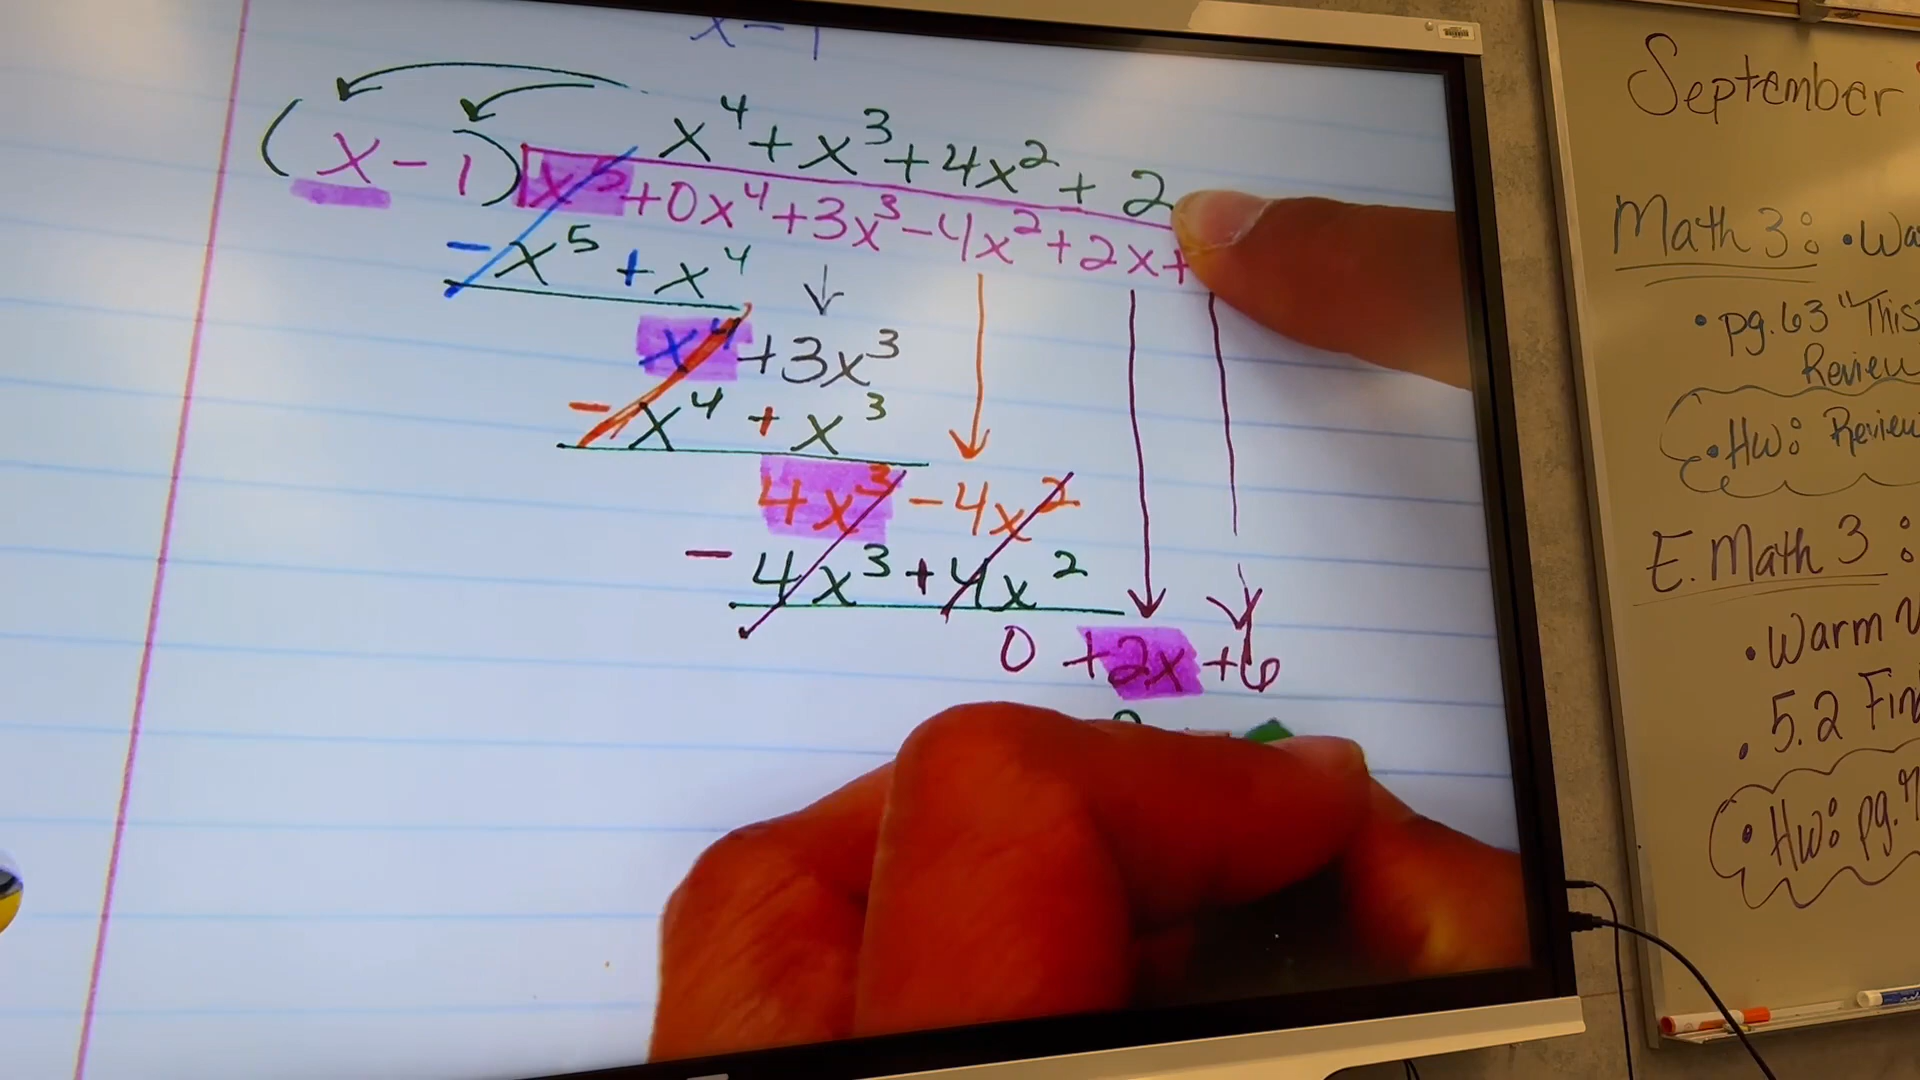 x-1
x⁴+x³+4x²+2
(x-1)x⁵+0x⁴+3x³-4x²+2x+
-x⁵+x⁴
x⁴+3x³
-x⁴+x³
4x³-4x²
-4x³+4x²
0 +2x+6
September
Math 3:
•pg.63 "This
Review
•HW: Review
E. Math 3:
•Warm
•5.2
•HW: pg.